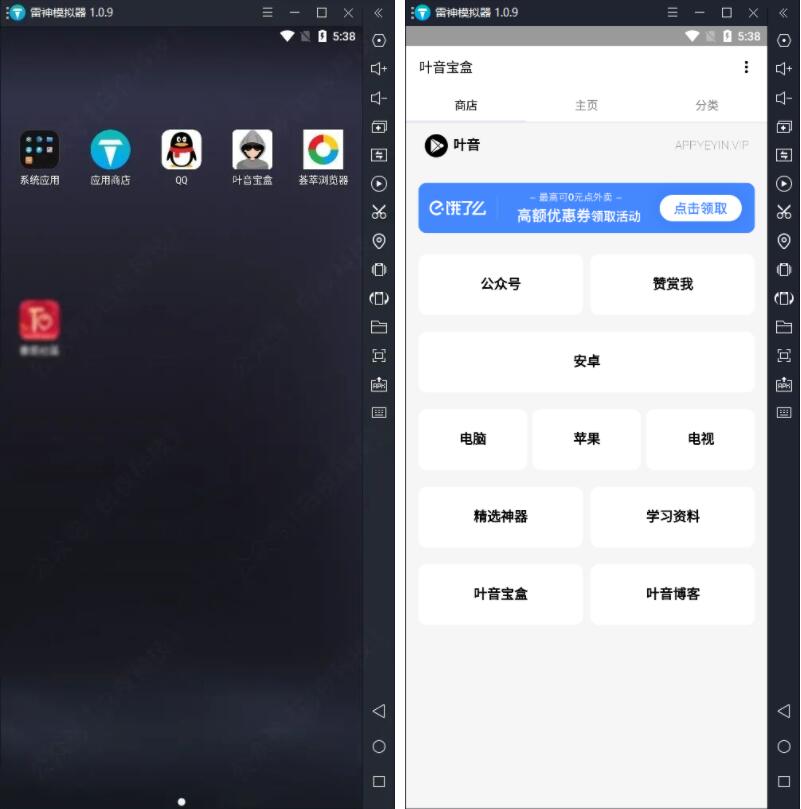 雷神模拟器 1.0.9
5:38
系统应用
应用商店
QQ
叶音宝盒
荟萃浏览器
雷神模拟器 1.0.9
5:38
叶音宝盒
商店
主页
分类
叶音
APPYEYIN.VIP
饿了么
– 最高可0元点外卖 –
高额优惠券领取活动
点击领取
公众号
赞赏我
安卓
电脑
苹果
电视
精选神器
学习资料
叶音宝盒
叶音博客